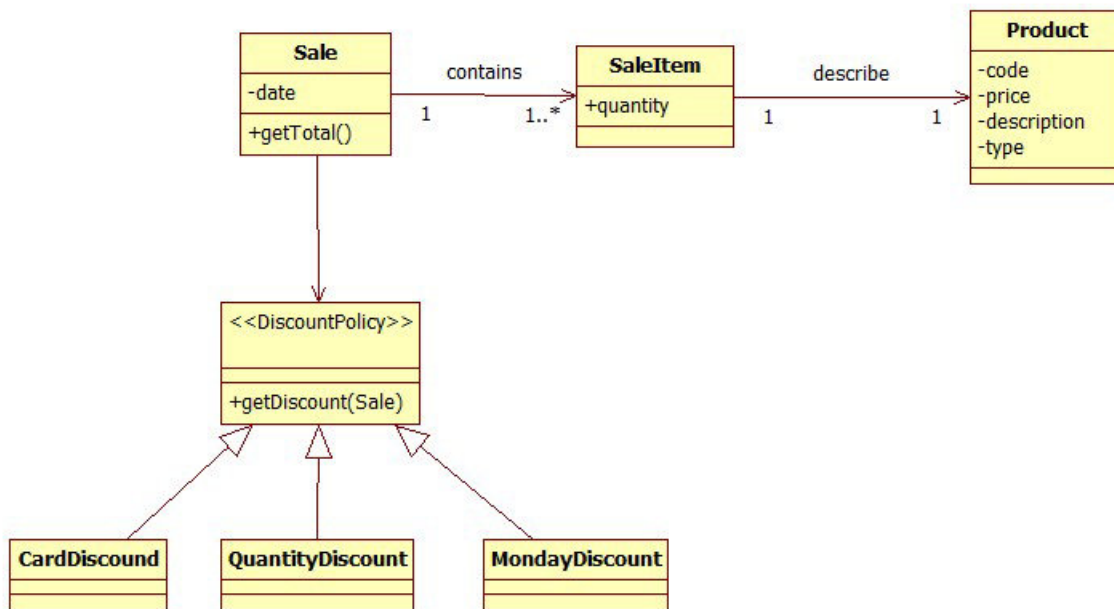 Sale
-date
+getTotal()
contains
1
1..*
SaleItem
+quantity
describe
1
1
Product
-code
-price
-description
-type
<<DiscountPolicy>>
+getDiscount(Sale)
CardDiscound
QuantityDiscount
MondayDiscount